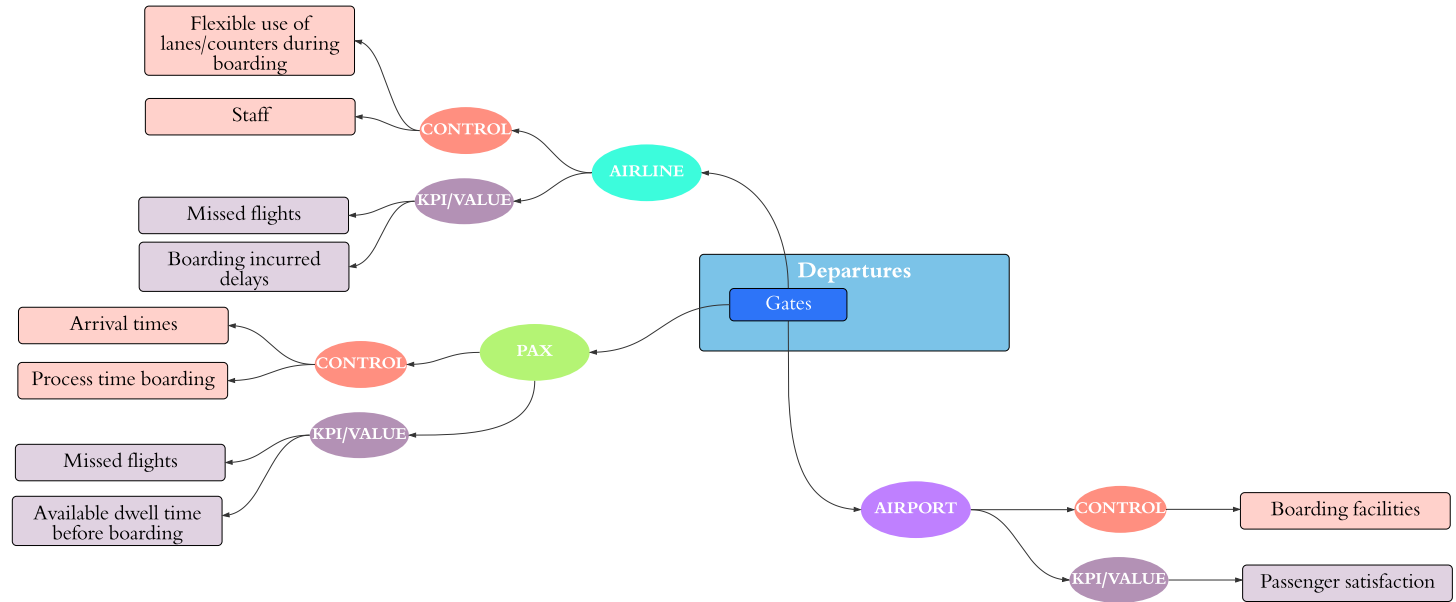 Flexible use of
lanes/counters during
boarding
Staff
CONTROL
AIRLINE
KPI/VALUE
Missed flights
Boarding incurred
delays
Departures
Gates
Arrival times
PAX
CONTROL
Process time boarding
KPI/VALUE
Missed flights
Available dwell time
before boarding
AIRPORT
CONTROL
Boarding facilities
KPI/VALUE
Passenger satisfaction